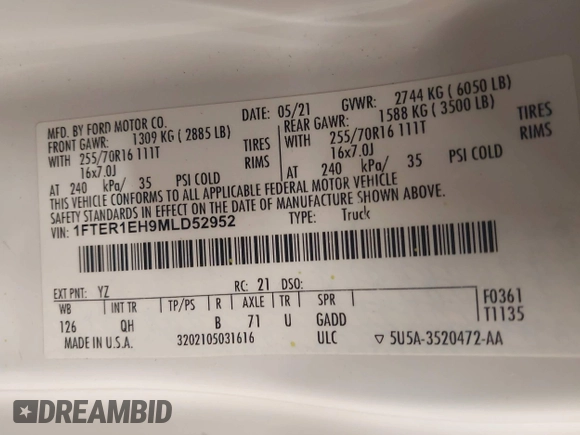 MFD. BY FORD MOTOR CO.
DATE: 05/21 GVWR: 2744 KG ( 6050 LB)
FRONT GAWR: 1309 KG ( 2885 LB) REAR GAWR: 1588 KG ( 3500 LB)
WITH 255/70R16 111T WITH 255/70R16 111T
16x7.0J RIMS 16x7.0J RIMS
AT 240 kPa/ 35 PSI COLD AT 240 kPa/ 35 PSI COLD
THIS VEHICLE CONFORMS TO ALL APPLICABLE FEDERAL MOTOR VEHICLE
SAFETY STANDARDS IN EFFECT ON THE DATE OF MANUFACTURE SHOWN ABOVE.
VIN: 1FTER1EH9MLD52952 TYPE: Truck
EXT PNT: YZ RC: 21 DSO: F0361
WB INT TR TP/PS R AXLE TR SPR T1135
126 QH B 71 U GADD
MADE IN U.S.A. 3202105031616 ULC ▽ 5U5A-3520472-AA
DREAMBID